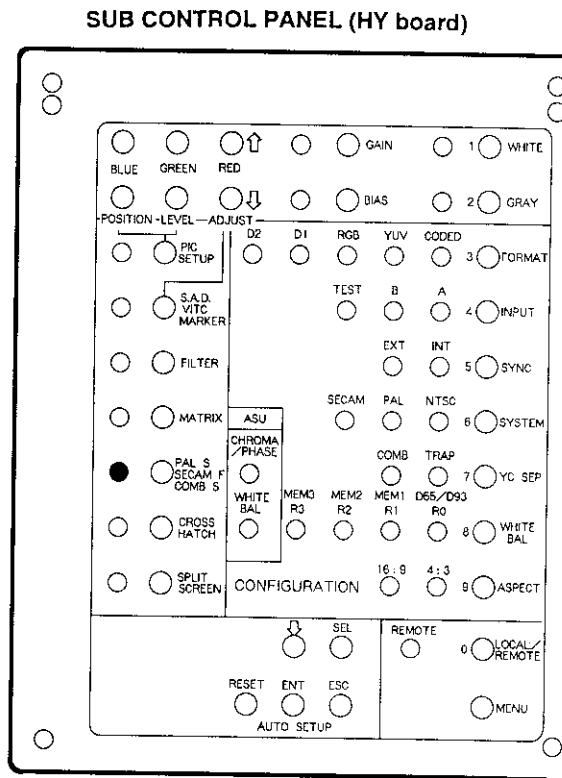 SUB CONTROL PANEL (HY board)
BLUE GREEN RED GAIN 1 WHITE
BIAS 2 GRAY
POSITION LEVEL ADJUST
D2 D1 RGB YUV CODED
PIC
SETUP
3 FORMAT
TEST B A
S.A.D.
VITC
MARKER
4 INPUT
EXT INT
FILTER
5 SYNC
SECAM PAL NTSC
MATRIX
ASU
6 SYSTEM
CHROMA
/PHASE
COMB TRAP
PAL S
SECAM F
COMB S
7 YC SEP
WHITE
BAL
MEM3 MEM2 MEM1 D65/D93
R3 R2 R1 R0
CROSS
HATCH
8 WHITE
BAL
16:9 4:3
SPLIT
SCREEN
CONFIGURATION
9 ASPECT
SEL REMOTE
0 LOCAL/
REMOTE
RESET ENT ESC
MENU
AUTO SETUP